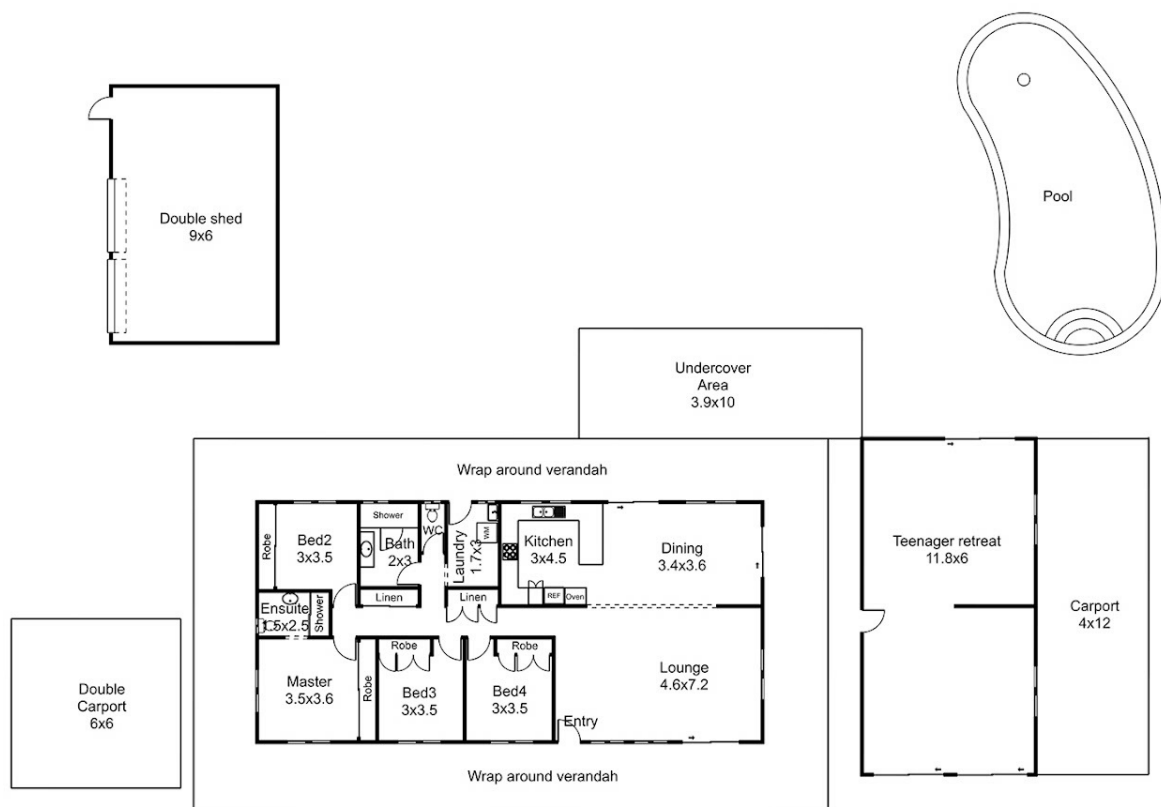 Double shed
9x6
Pool
Undercover
Area
3.9x10
Wrap around verandah
Robe
Bed2
3x3.5
Shower
Bath
2x3
WC
Laundry
1.7x3
WM
Kitchen
3x4.5
REF
Oven
Dining
3.4x3.6
Teenager retreat
11.8x6
Carport
4x12
Linen
Linen
Ensuite
1.5x2.5
Shower
Master
3.5x3.6
Robe
Robe
Bed3
3x3.5
Robe
Bed4
3x3.5
Lounge
4.6x7.2
Entry
Double
Carport
6x6
Wrap around verandah